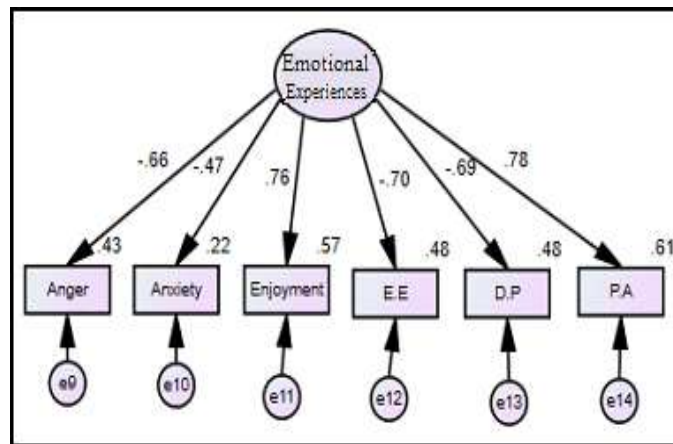 Emotional
Experiences
-.66
-.47
.76
-.70
-.69
.78
.43
.22
.57
.48
.48
.61
Anger
Anxiety
Enjoyment
E.E
D.P
P.A
e9
e10
e11
e12
e13
e14